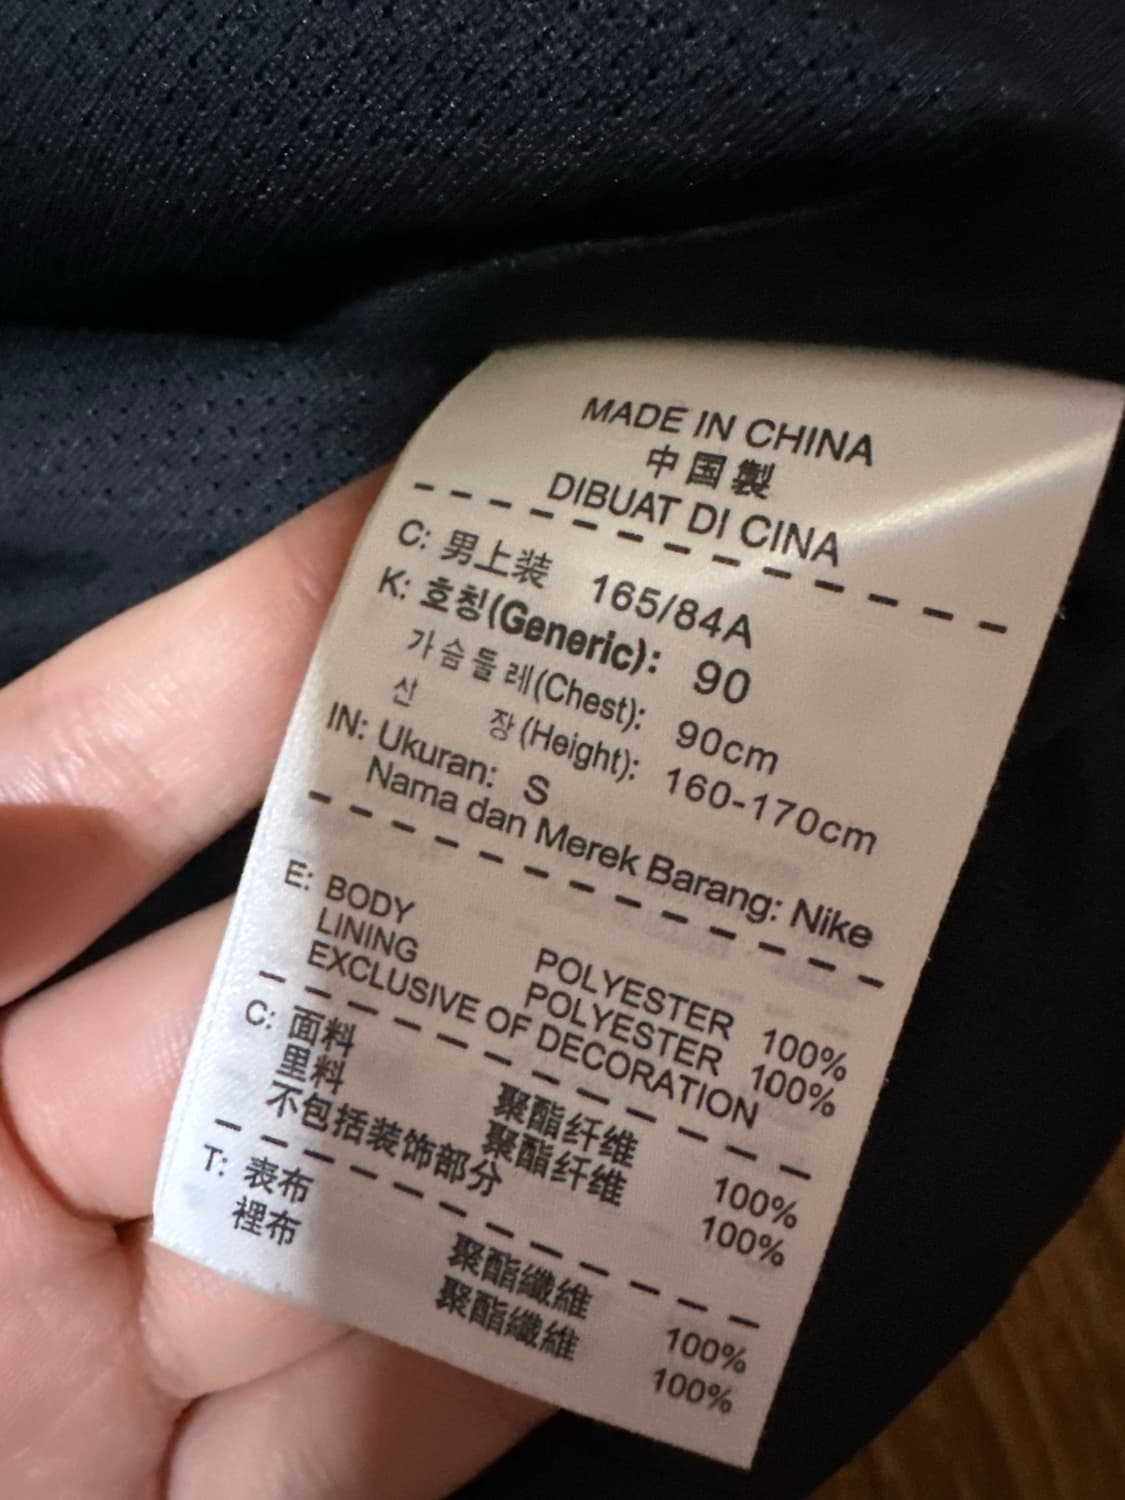 MADE IN CHINA
中国製
DIBUAT DI CINA
C: 男上装 165/84A
K: 호칭(Generic): 90
가슴둘레(Chest): 90cm
신 장(Height): 160-170cm
IN: Ukuran: S
Nama dan Merek Barang: Nike
E: BODY POLYESTER 100%
LINING POLYESTER 100%
EXCLUSIVE OF DECORATION
C: 面料 聚酯纤维 100%
里料 聚酯纤维 100%
不包括装饰部分
T: 表布 聚酯纖維 100%
裡布 聚酯纖維 100%